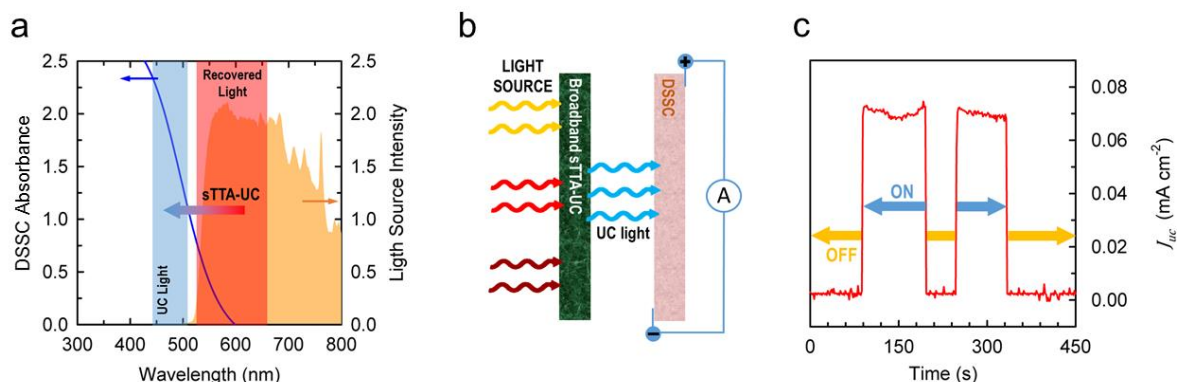 a
DSSC Absorbance
2.5
2.0
1.5
1.0
0.5
0.0
UC Light
Recovered
Light
sTTA-UC
2.5
2.0
1.5
1.0
0.5
0.0
Ligth Source Intensity
300 400 500 600 700 800
Wavelength (nm)
b
LIGHT
SOURCE
Broadband sTTA-UC
UC light
DSSC
+
−
A
c
ON
OFF
0.08
0.06
0.04
0.02
0.00
Juc (mA cm-2)
0 150 300 450
Time (s)